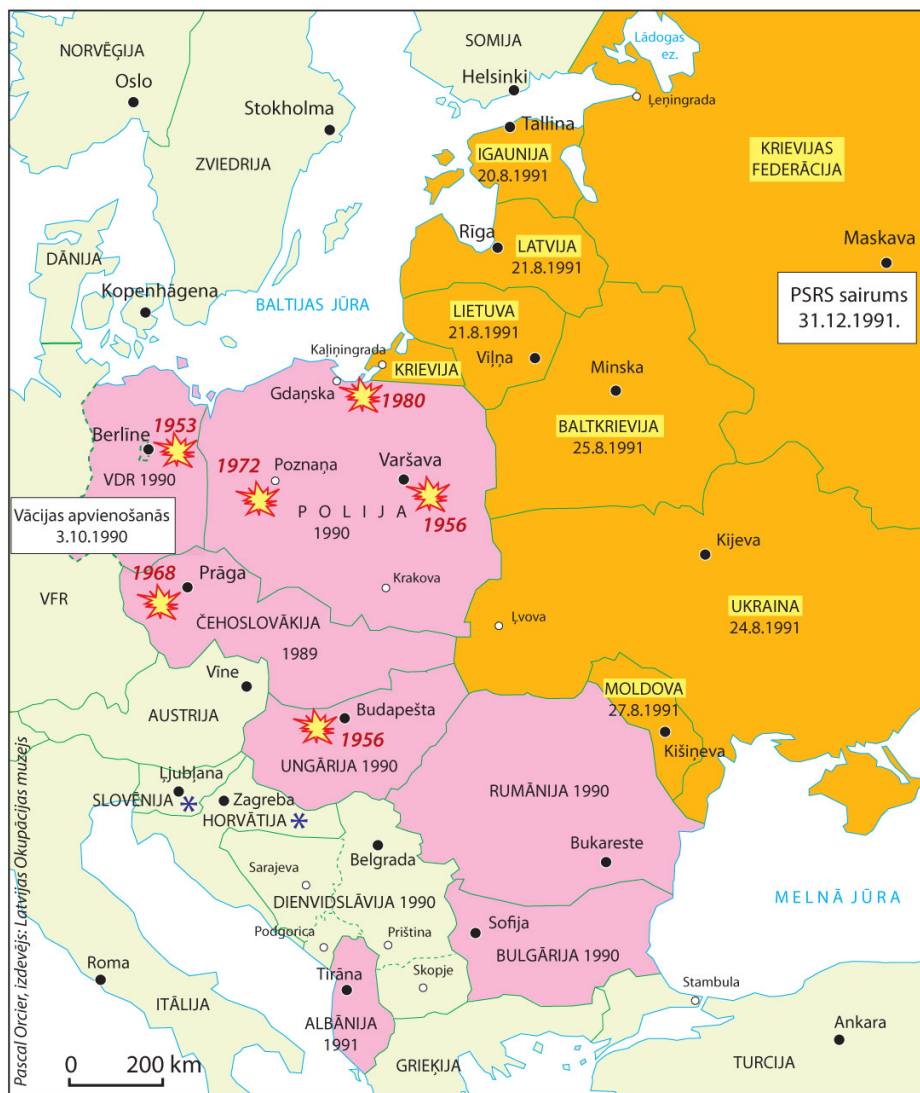 NORVĒĢIJA
Oslo
SOMIJA
Lādogas
ez.
Helsinki
Ļeņingrada
Stokholma
ZVIEDRIJA
Tallina
IGAUNIJA
20.8.1991
KRIEVIJAS
FEDERĀCIJA
Rīga
LATVIJA
21.8.1991
Maskava
PSRS sairums
31.12.1991.
DĀNIJA
Kopenhāgena
BALTIJAS JŪRA
LIETUVA
21.8.1991
Viļņa
Kaļiņingrada
KRIEVIJA
Gdaņska
1980
Minska
BALTKRIEVIJA
25.8.1991
Berlīne
1953
VDR 1990
1972
Poznaņa
Varšava
POLIJA
1990
1956
Vācijas apvienošanās
3.10.1990
Kijeva
1968
Prāga
Krakova
VFR
ČEHOSLOVĀKIJA
1989
Ļvova
UKRAINA
24.8.1991
Vīne
AUSTRIJA
MOLDOVA
27.8.1991
Kišiņeva
Budapešta
1956
UNGĀRIJA 1990
Ļjubļana
SLOVĒNIJA
Zagreba
HORVĀTIJA
RUMĀNIJA 1990
Bukareste
Belgrada
Sarajeva
DIENVIDSLĀVIJA 1990
MELNĀ JŪRA
Podgorica
Priština
Sofija
BULGĀRIJA 1990
Roma
ITĀLIJA
Tirāna
Skopje
ALBĀNIJA
1991
Stambula
Ankara
GRIEĶIJA
TURCIJA
0 200 km
Pascal Orcier, izdevējs: Latvijas Okupācijas muzejs